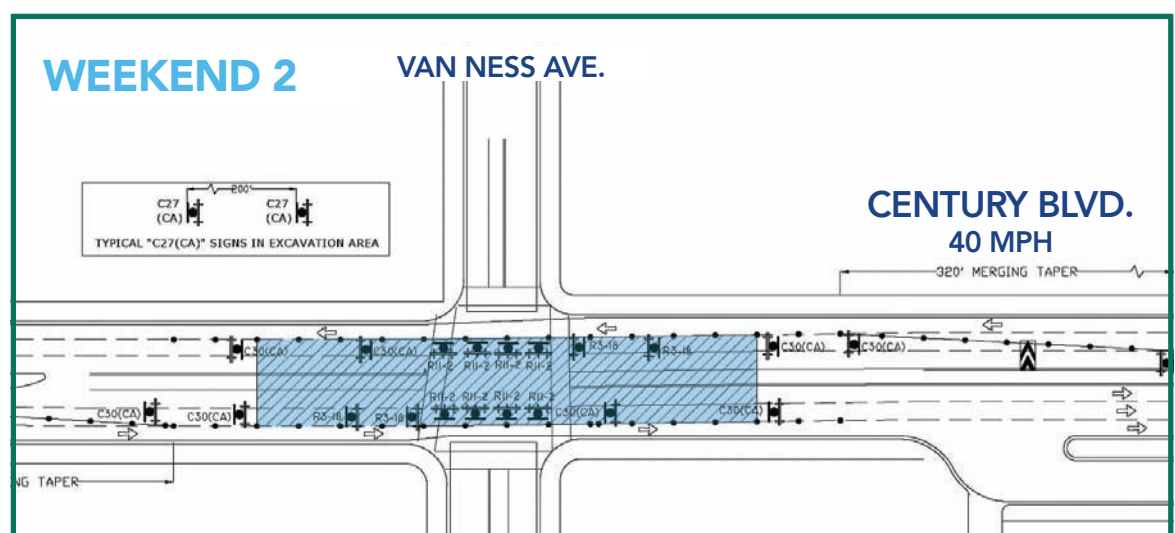 WEEKEND 2
VAN NESS AVE.
200'
C27
(CA)
C27
(CA)
TYPICAL "C27(CA)" SIGNS IN EXCAVATION AREA
CENTURY BLVD.
40 MPH
320' MERGING TAPER
C30(CA)
C30(CA)
R11-2
R11-2
R11-2
R11-2
R3-18
R3-18
C30(CA)
C30(CA)
C30(CA)
C30(CA)
R3-18
R3-18
R11-2
R11-2
R11-2
R11-2
C30(CA)
C30(CA)
NG TAPER